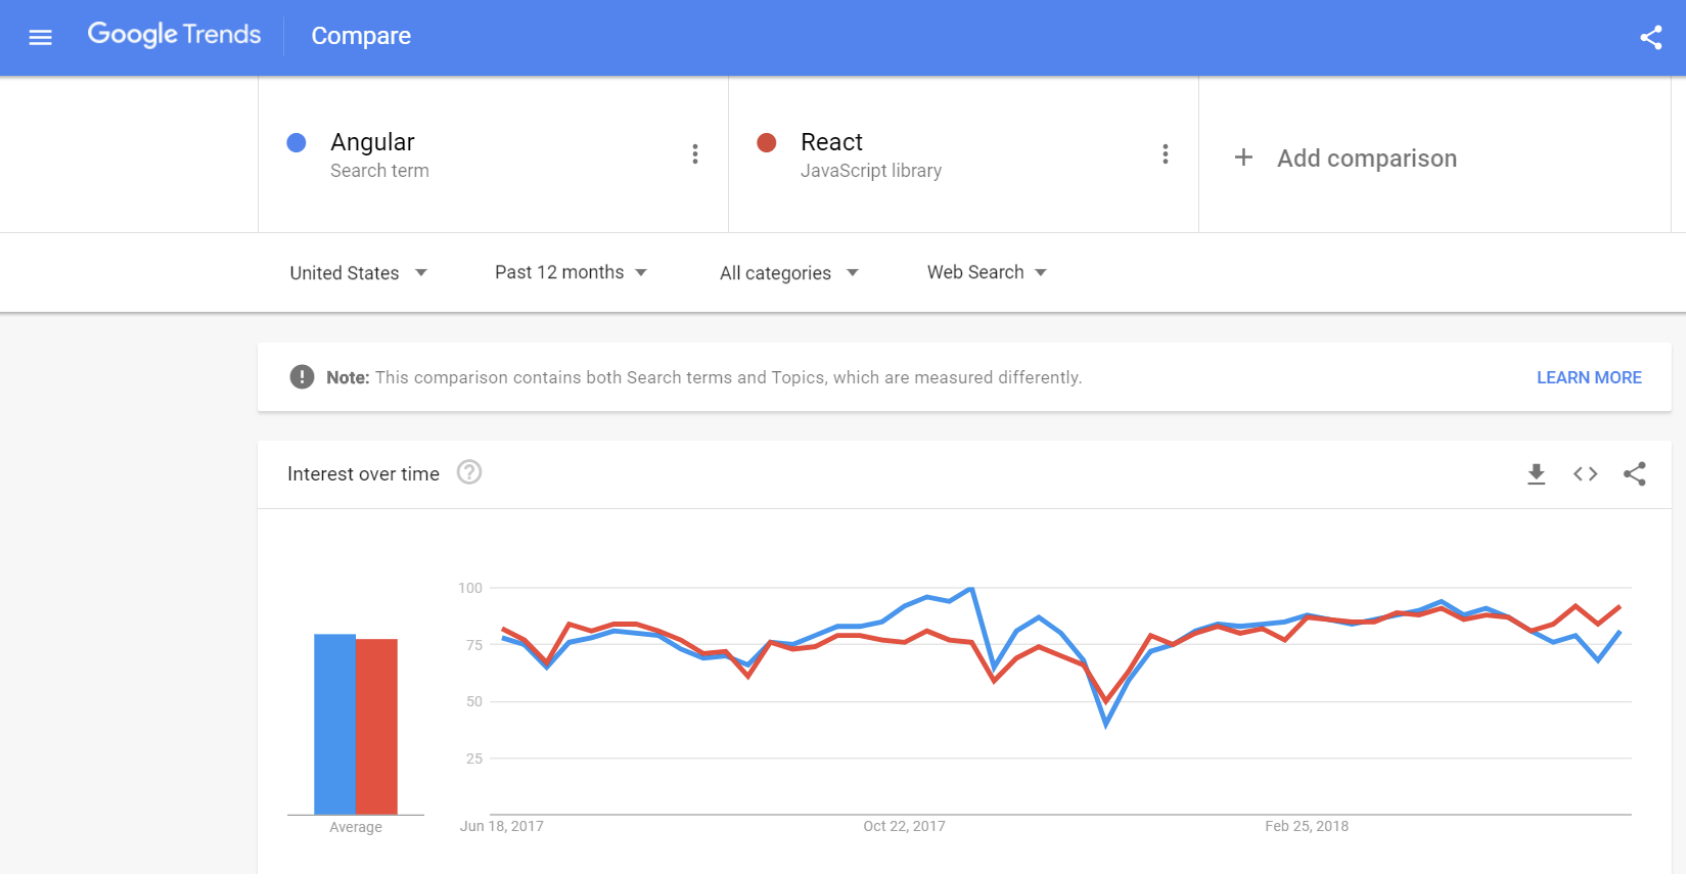 Google Trends Compare
Angular
Search term
React
JavaScript library
+ Add comparison
United States
Past 12 months
All categories
Web Search
Note: This comparison contains both Search terms and Topics, which are measured differently.
LEARN MORE
Interest over time
100
75
50
25
Average
Jun 18, 2017
Oct 22, 2017
Feb 25, 2018